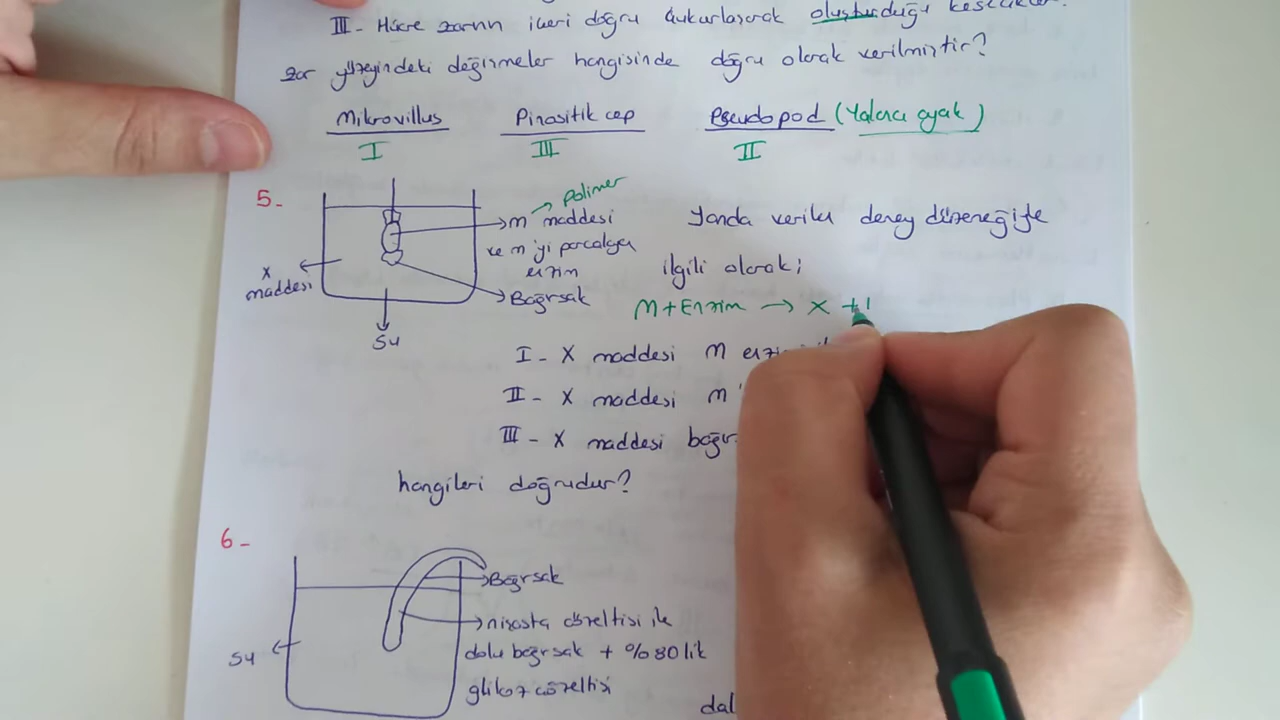 III - Hücre zarının içeri doğru çukurlaşarak oluşturduğu kesecikler.
zar yüzeyindeki değişmeler hangisinde doğru olarak verilmiştir?
Mikrovillus Pinositik cep Pseudopod (Yalancı ayak)
I III II
5-
Polimer
m maddesi
ve m'yi parçalayan
enzim
Bağırsak
X
maddesi
Su
Yanda verilen deney düzeneğiyle
ilgili olarak;
M+Enzim → X +
I - X maddesi m
II - X maddesi m
III - X maddesi
hangileri doğrudur?
6-
Bağırsak
nişasta çözeltisi ile
dolu bağırsak + %80 lik
glikoz çözeltisi
Su